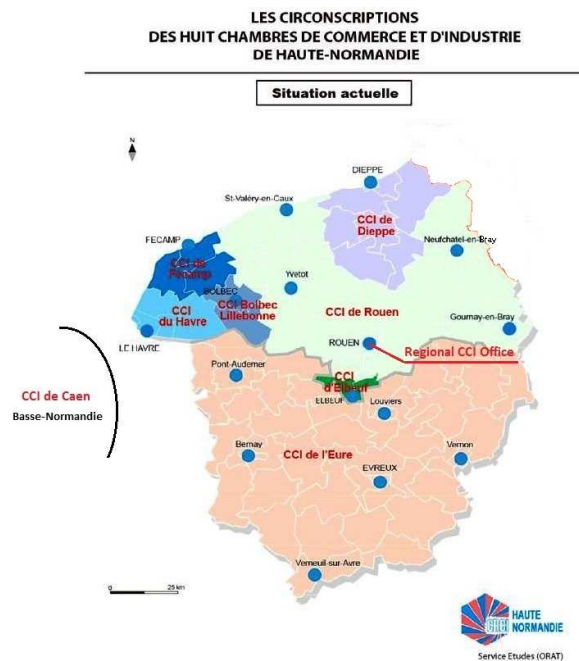 LES CIRCONSCRIPTIONS
DES HUIT CHAMBRES DE COMMERCE ET D'INDUSTRIE
DE HAUTE-NORMANDIE
Situation actuelle
N
DIEPPE
St-Valéry-en-Caux
CCI de
Dieppe
FECAMP
Neufchatel-en-Bray
CCI de
Fécamp
Yvetot
BOLBEC
CCI Bolbec
Lillebonne
CCI
du Havre
CCI de Rouen
Gournay-en-Bray
LE HAVRE
ROUEN
Regional CCI Office
Pont-Audemer
CCI
d'Elbeuf
ELBEUF
Louviers
CCI de Caen
Basse-Normandie
Bernay
CCI de l'Eure
Vernon
EVREUX
Verneuil-sur-Avre
0
25 km
CRCI
HAUTE
NORMANDIE
Service Etudes (ORAT)